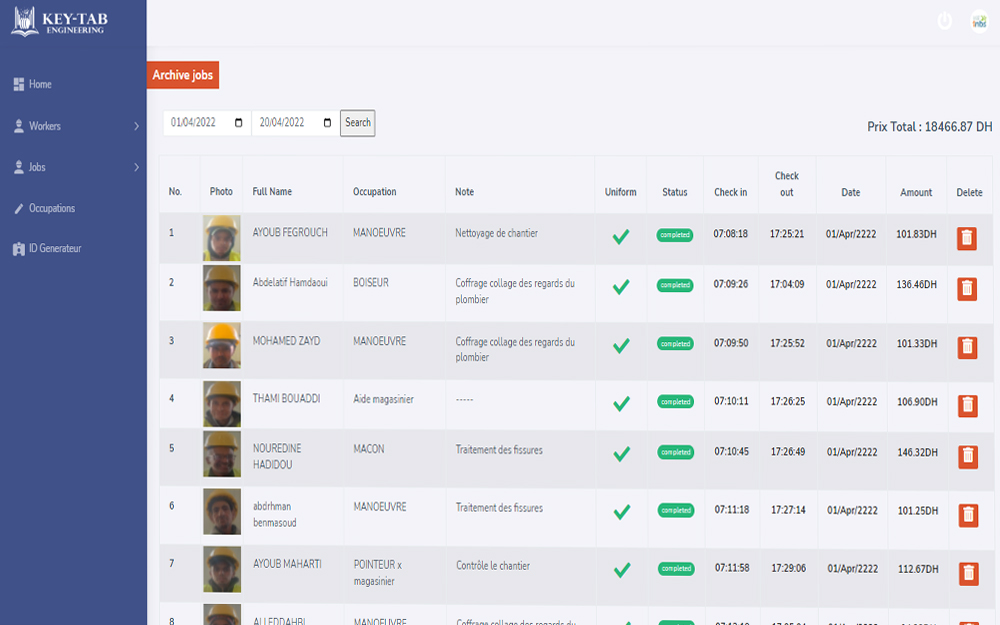 KEY-TAB
ENGINEERING
Home
Workers
Jobs
Occupations
ID Generateur
Archive jobs
01/04/2022 20/04/2022 Search
Prix Total : 18466.87 DH
No. Photo Full Name Occupation Note Uniform Status Check in Check out Date Amount Delete
1 AYOUB FEGROUCH MANOEUVRE Nettoyage de chantier completed 07:08:18 17:25:21 01/Apr/2222 101.83DH
2 Abdelatif Hamdaoui BOISEUR Coffrage collage des regards du completed 07:09:26 17:04:09 01/Apr/2222 136.46DH
plombier
3 MOHAMED ZAYD MANOEUVRE Coffrage collage des regards du completed 07:09:50 17:25:52 01/Apr/2222 101.33DH
plombier
4 THAMI BOUADDI Aide magasinier ----- completed 07:10:11 17:26:25 01/Apr/2222 106.90DH
5 NOUREDINE MACON Traitement des fissures completed 07:10:45 17:26:49 01/Apr/2222 146.32DH
HADIDOU
6 abdrhman MANOEUVRE Traitement des fissures completed 07:11:18 17:27:14 01/Apr/2222 101.25DH
benmasoud
7 AYOUB MAHARTI POINTEUR x Contrôle le chantier completed 07:11:58 17:29:06 01/Apr/2222 112.67DH
magasinier
8 ALLEDDAHBI MANOEUVRE Coffrage collage des regards du